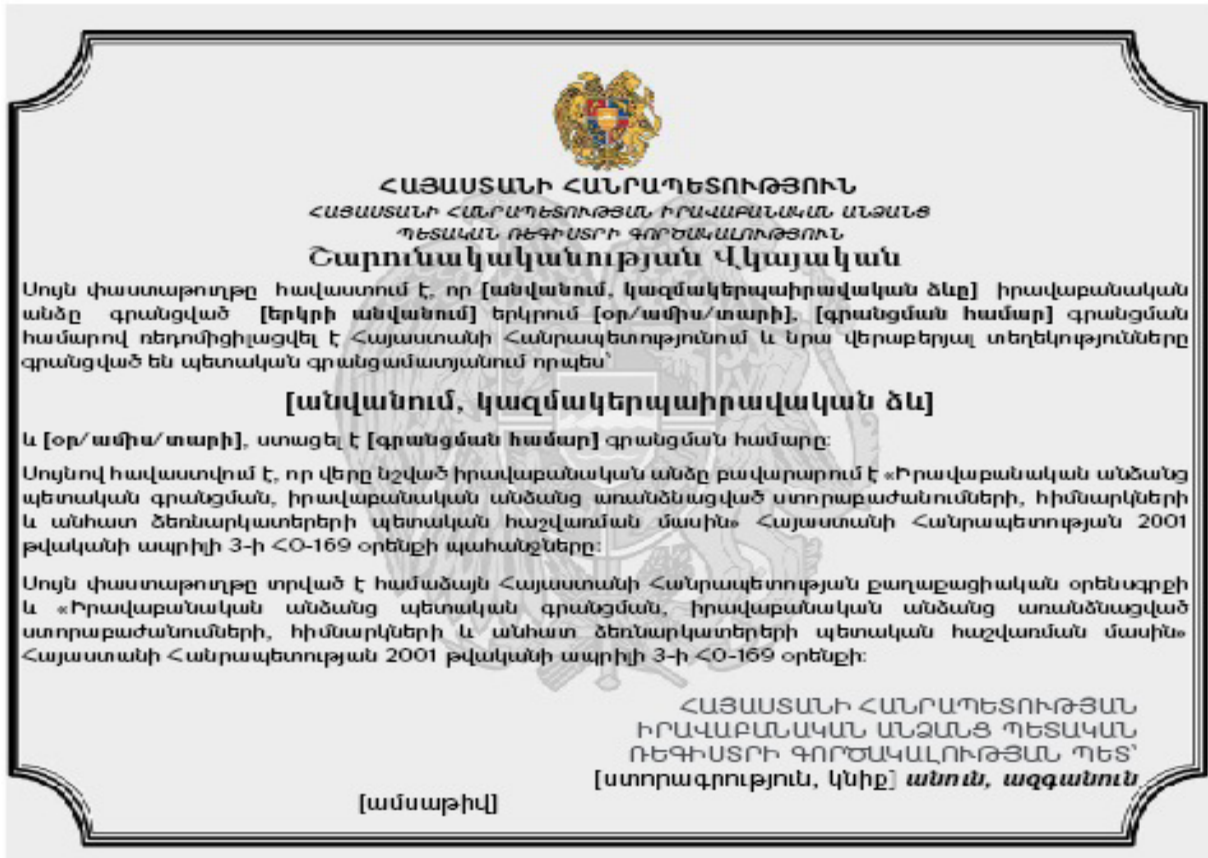 ՀԱՅԱՍՏԱՆԻ ՀԱՆՐԱՊԵՏՈՒԹՅՈՒՆ
ՀԱՅԱՍՏԱՆԻ ՀԱՆՐԱՊԵՏՈՒԹՅԱՆ ԻՐԱՎԱԲԱՆԱԿԱՆ ԱՆՁԱՆՑ
ՊԵՏԱԿԱՆ ՌԵԳԻՍՏՐԻ ԳՈՐԾԱԿԱԼՈՒԹՅՈՒՆ
Շարունակականության Վկայական
Սույն փաստաթուղթը հավաստում է, որ [անվանում, կազմակերպաիրավական ձևը] իրավաբանական
անձը գրանցված [երկրի անվանում] երկրում [օր/ամիս/տարի], [գրանցման համար] գրանցման
համարով ռեդոմիցիլացվել է Հայաստանի Հանրապետությունում և նրա վերաբերյալ տեղեկությունները
գրանցված են պետական գրանցամատյանում որպես՝
[անվանում, կազմակերպաիրավական ձև]
և [օր/ամիս/տարի], ստացել է [գրանցման համար] գրանցման համարը:
Սույնով հավաստվում է, որ վերը նշված իրավաբանական անձը բավարարում է «Իրավաբանական անձանց
պետական գրանցման, իրավաբանական անձանց առանձնացված ստորաբաժանումների, հիմնարկների
և անհատ ձեռնարկատերերի պետական հաշվառման մասին» Հայաստանի Հանրապետության 2001
թվականի ապրիլի 3-ի ՀՕ-169 օրենքի պահանջները:
Սույն փաստաթուղթը տրված է համաձայն Հայաստանի Հանրապետության քաղաքացիական օրենսգրքի
և «Իրավաբանական անձանց պետական գրանցման, իրավաբանական անձանց առանձնացված
ստորաբաժանումների, հիմնարկների և անհատ ձեռնարկատերերի պետական հաշվառման մասին»
Հայաստանի Հանրապետության 2001 թվականի ապրիլի 3-ի ՀՕ-169 օրենքի:
ՀԱՅԱՍՏԱՆԻ ՀԱՆՐԱՊԵՏՈՒԹՅԱՆ
ԻՐԱՎԱԲԱՆԱԿԱՆ ԱՆՁԱՆՑ ՊԵՏԱԿԱՆ
ՌԵԳԻՍՏՐԻ ԳՈՐԾԱԿԱԼՈՒԹՅԱՆ ՊԵՏ՝
[ստորագրություն, կնիք] անուն, ազգանուն
[ամսաթիվ]